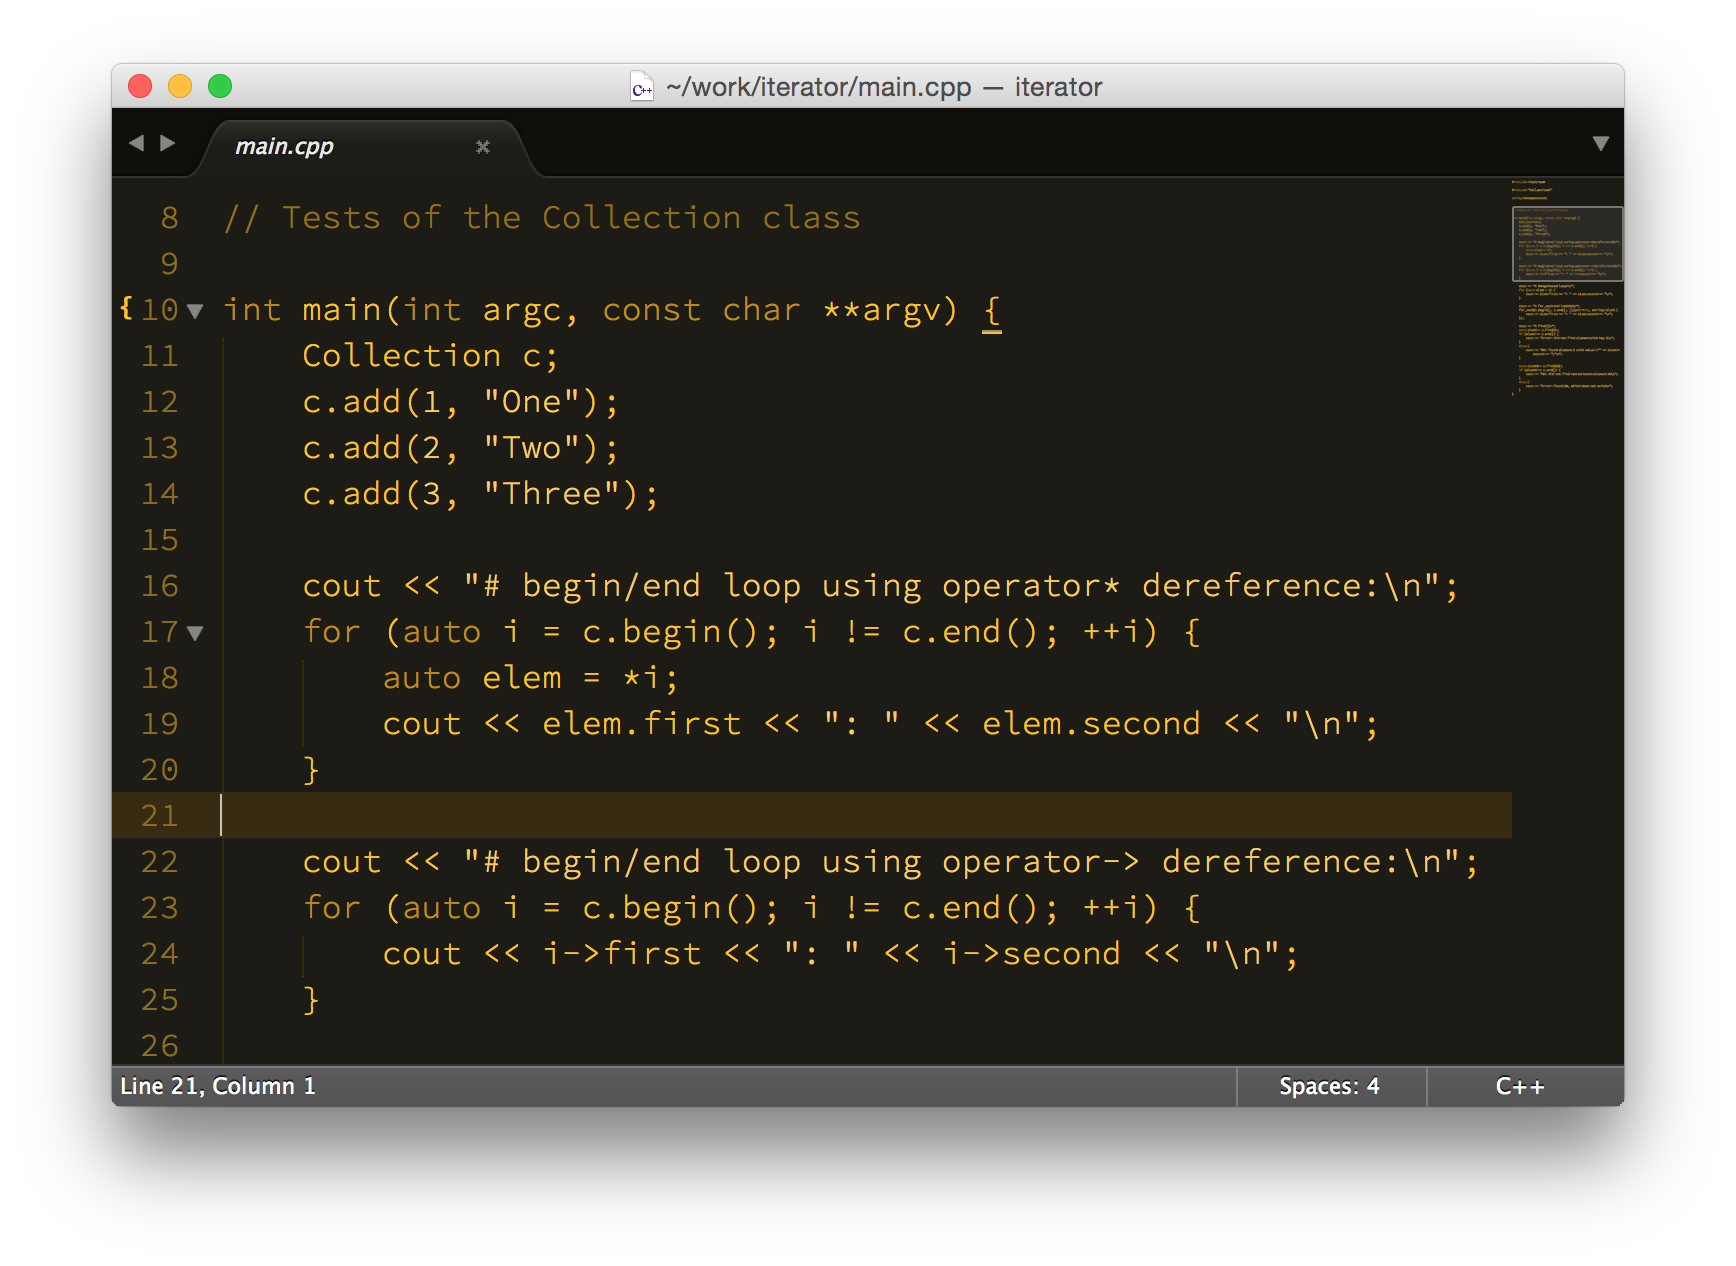 C++ ~/work/iterator/main.cpp — iterator
main.cpp
8 // Tests of the Collection class
9
{ 10 int main(int argc, const char **argv) {
11     Collection c;
12     c.add(1, "One");
13     c.add(2, "Two");
14     c.add(3, "Three");
15
16     cout << "# begin/end loop using operator* dereference:\n";
17     for (auto i = c.begin(); i != c.end(); ++i) {
18         auto elem = *i;
19         cout << elem.first << ": " << elem.second << "\n";
20     }
21
22     cout << "# begin/end loop using operator-> dereference:\n";
23     for (auto i = c.begin(); i != c.end(); ++i) {
24         cout << i->first << ": " << i->second << "\n";
25     }
26
Line 21, Column 1
Spaces: 4
C++